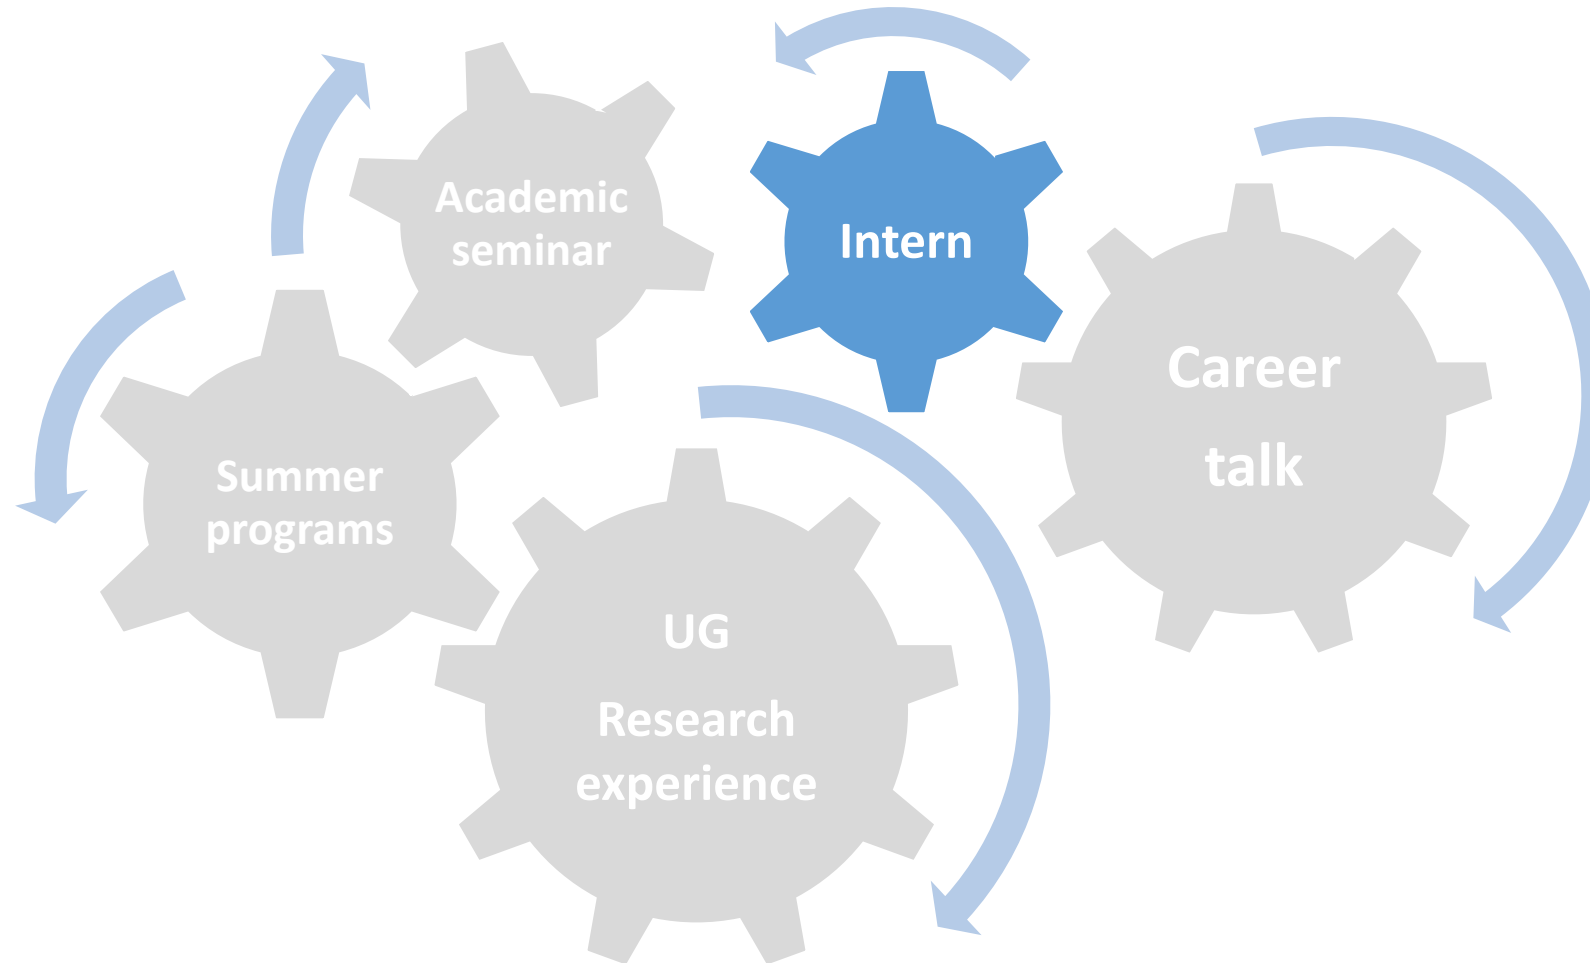 Academic
seminar
Intern
Career
talk
Summer
programs
UG
Research
experience